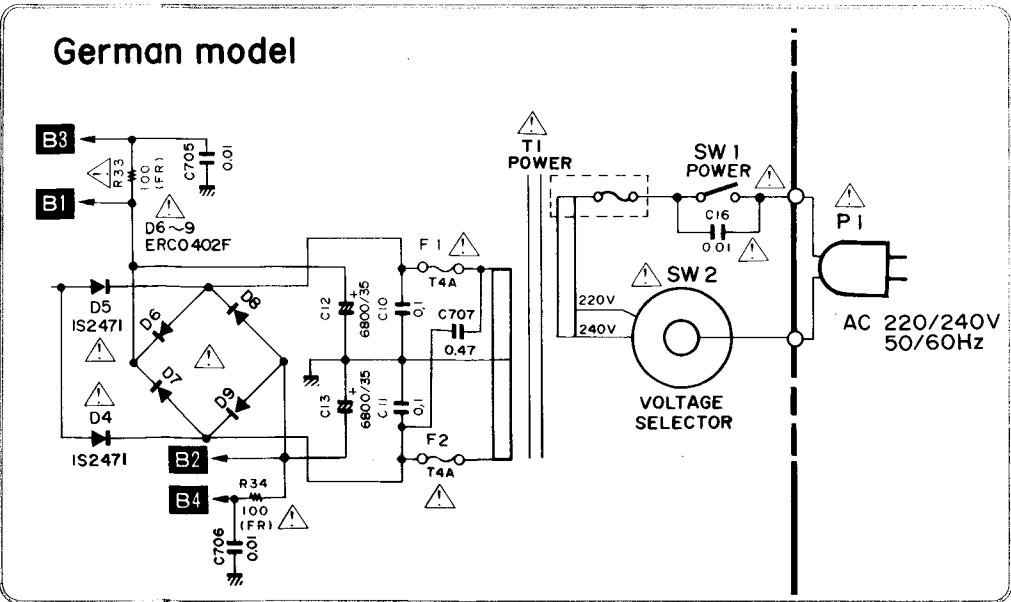 German model
B3
R33
100
(FR)
C705
0.01
B1
D6~9
ERC0402F
D5
1S2471
D6
D8
D7
D9
D4
1S2471
B2
B4
R34
100
(FR)
C706
0.01
C12
+
6800/35
C10
0.1
C13
+
6800/35
C11
0.1
F1
T4A
C707
0.47
F2
T4A
T1
POWER
SW1
POWER
C16
0.01
SW2
220V
240V
VOLTAGE
SELECTOR
P1
AC 220/240V
50/60Hz
!
!
!
!
!
!
!
!
!
!
!
!
!